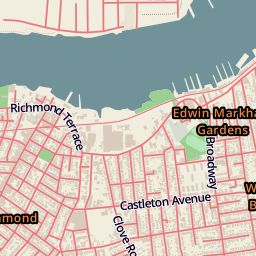 Richmond Terrace
Edwin Markha
Gardens
Broadway
Castleton Avenue
W
B
mond
Clove Ro